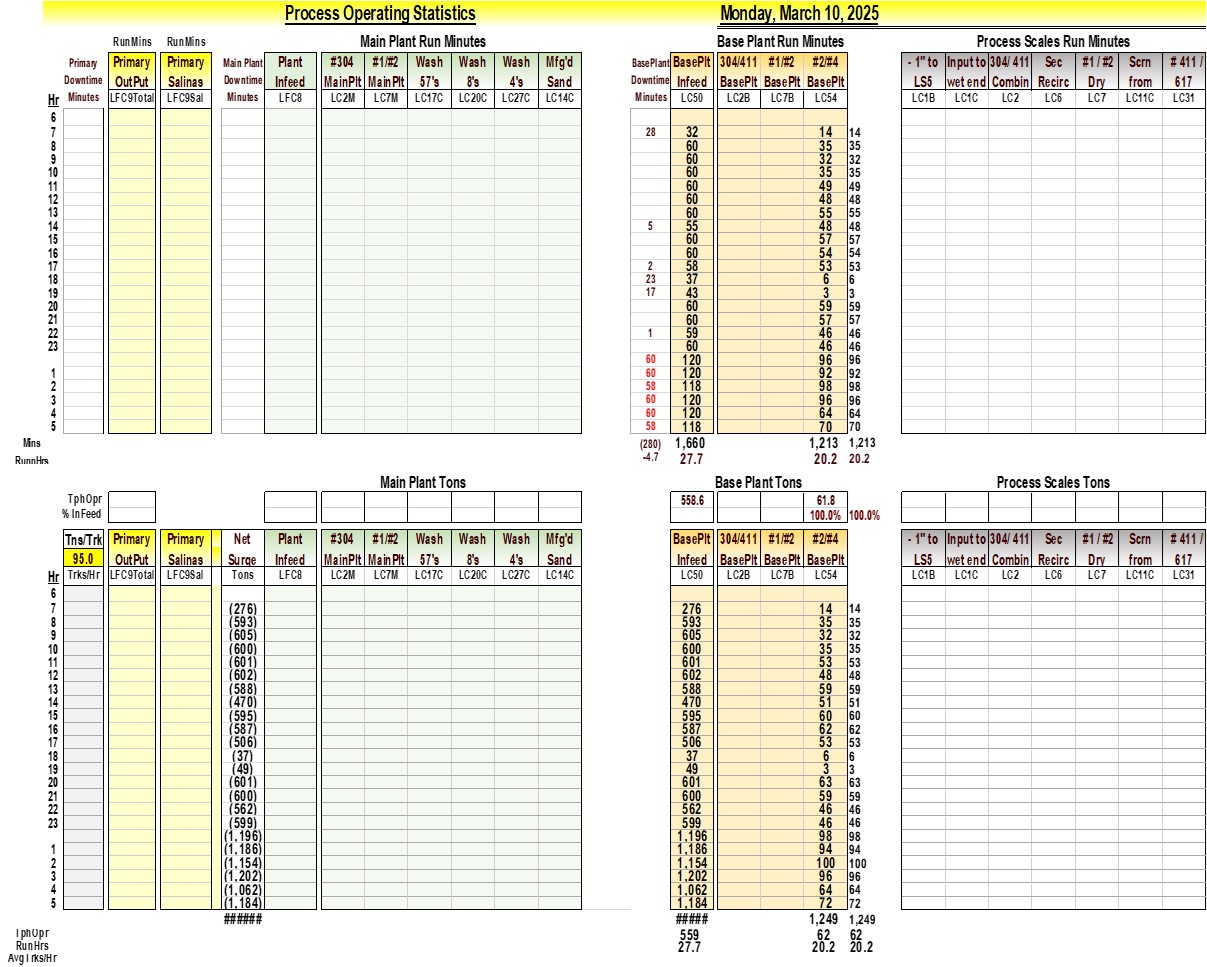 Process Operating Statistics Monday, March 10, 2025
RunMins RunMins Main Plant Run Minutes Base Plant Run Minutes Process Scales Run Minutes
Primary Primary Primary Main Plant Plant #304 #1/#2 Wash Wash Wash Mfg'd BasePlant BasePlt 304/411 #1/#2 #2/#4 - 1" to Input to 304/ 411 Sec #1 / #2 Scrn # 411 /
Downtime OutPut Salinas Downtime Infeed MainPlt MainPlt 57's 8's 4's Sand Downtime Infeed BasePlt BasePlt BasePlt LS5 wet end Combin Recirc Dry from 617
Hr Minutes LFC9Total LFC9Sal Minutes LFC8 LC2M LC7M LC17C LC20C LC27C LC14C Minutes LC50 LC2B LC7B LC54 LC1B LC1C LC2 LC6 LC7 LC11C LC31
6
7 28 32 14 14
8 60 35 35
9 60 32 32
10 60 35 35
11 60 49 49
12 60 48 48
13 60 55 55
14 5 55 48 48
15 60 57 57
16 60 54 54
17 2 58 53 53
18 23 37 6 6
19 17 43 3 3
20 60 59 59
21 60 57 57
22 1 59 46 46
23 60 46 46
60 120 96 96
1 60 120 92 92
2 58 118 98 98
3 60 120 96 96
4 60 120 64 64
5 58 118 70 70
Mins (280) 1,660 1,213 1,213
RunnHrs -4.7 27.7 20.2 20.2
Main Plant Tons Base Plant Tons Process Scales Tons
TphOpr 558.6 61.8
% InFeed 100.0% 100.0%
Tns/Trk Primary Primary Net Plant #304 #1/#2 Wash Wash Wash Mfg'd BasePlt 304/411 #1/#2 #2/#4 - 1" to Input to 304/ 411 Sec #1 / #2 Scrn # 411 /
95.0 OutPut Salinas Surge Infeed MainPlt MainPlt 57's 8's 4's Sand Infeed BasePlt BasePlt BasePlt LS5 wet end Combin Recirc Dry from 617
Hr Trks/Hr LFC9Total LFC9Sal Tons LFC8 LC2M LC7M LC17C LC20C LC27C LC14C LC50 LC2B LC7B LC54 LC1B LC1C LC2 LC6 LC7 LC11C LC31
6
7 (276) 276 14 14
8 (593) 593 35 35
9 (605) 605 32 32
10 (600) 600 35 35
11 (601) 601 53 53
12 (602) 602 48 48
13 (588) 588 59 59
14 (470) 470 51 51
15 (595) 595 60 60
16 (587) 587 62 62
17 (506) 506 53 53
18 (37) 37 6 6
19 (49) 49 3 3
20 (601) 601 63 63
21 (600) 600 59 59
22 (562) 562 46 46
23 (599) 599 46 46
(1,196) 1,196 98 98
1 (1,186) 1,186 94 94
2 (1,154) 1,154 100 100
3 (1,202) 1,202 96 96
4 (1,062) 1,062 64 64
5 (1,184) 1,184 72 72
###### ##### 1,249 1,249
TphOpr 559 62 62
RunHrs 27.7 20.2 20.2
AvgTrks/Hr